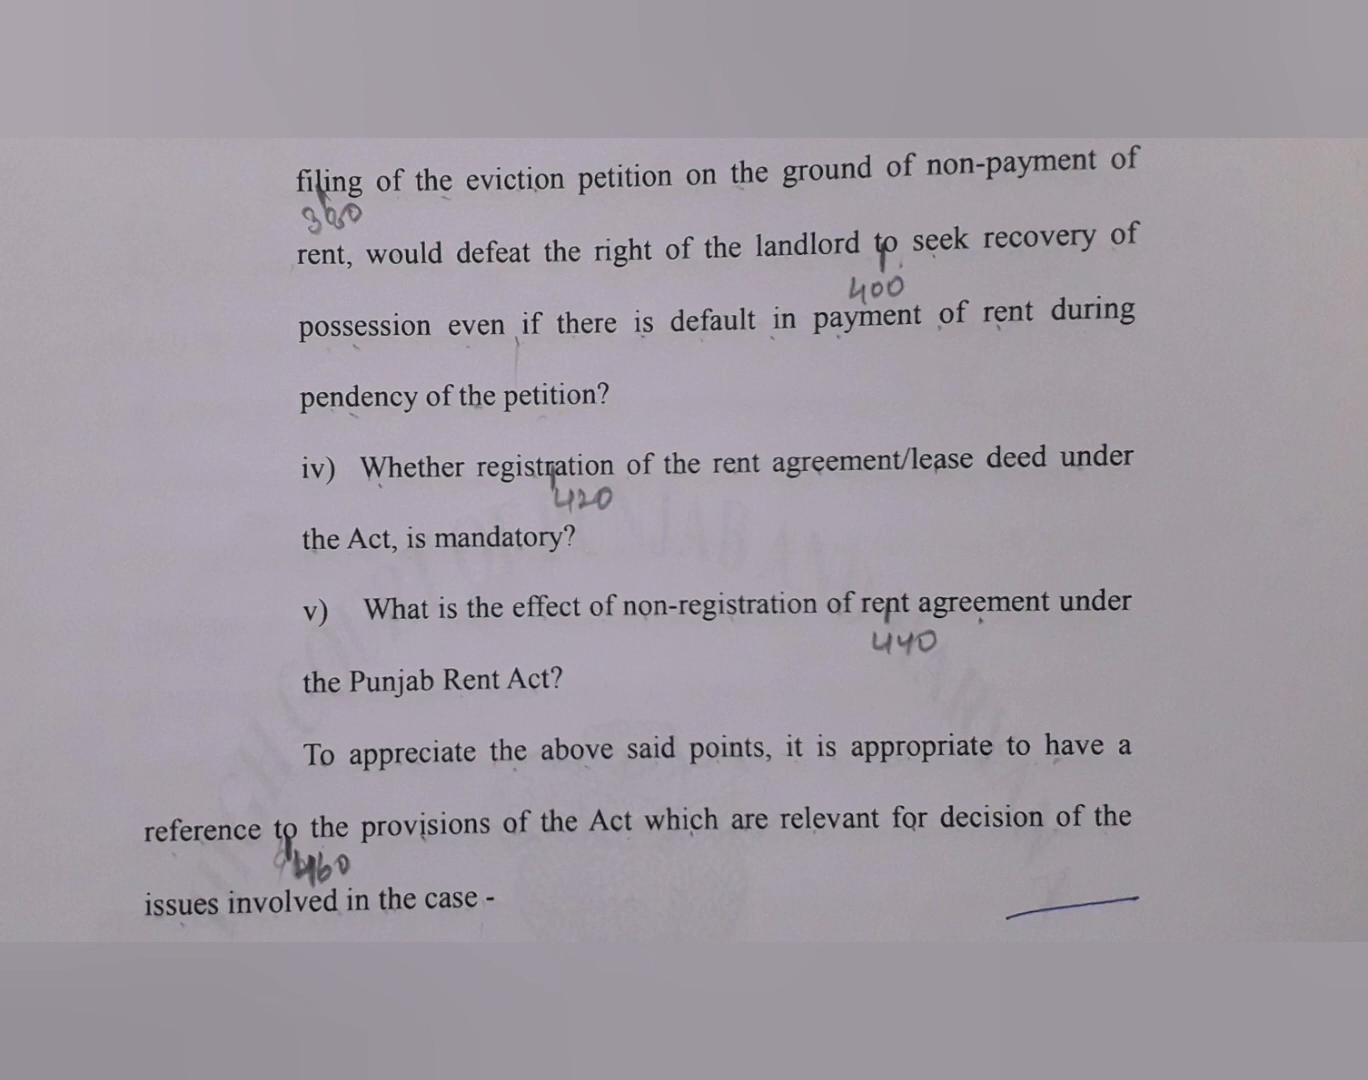 filing of the eviction petition on the ground of non-payment of
380
rent, would defeat the right of the landlord to seek recovery of
400
possession even if there is default in payment of rent during
pendency of the petition?
iv) Whether registration of the rent agreement/lease deed under
420
the Act, is mandatory?
v) What is the effect of non-registration of rent agreement under
440
the Punjab Rent Act?
To appreciate the above said points, it is appropriate to have a
reference to the provisions of the Act which are relevant for decision of the
460
issues involved in the case -